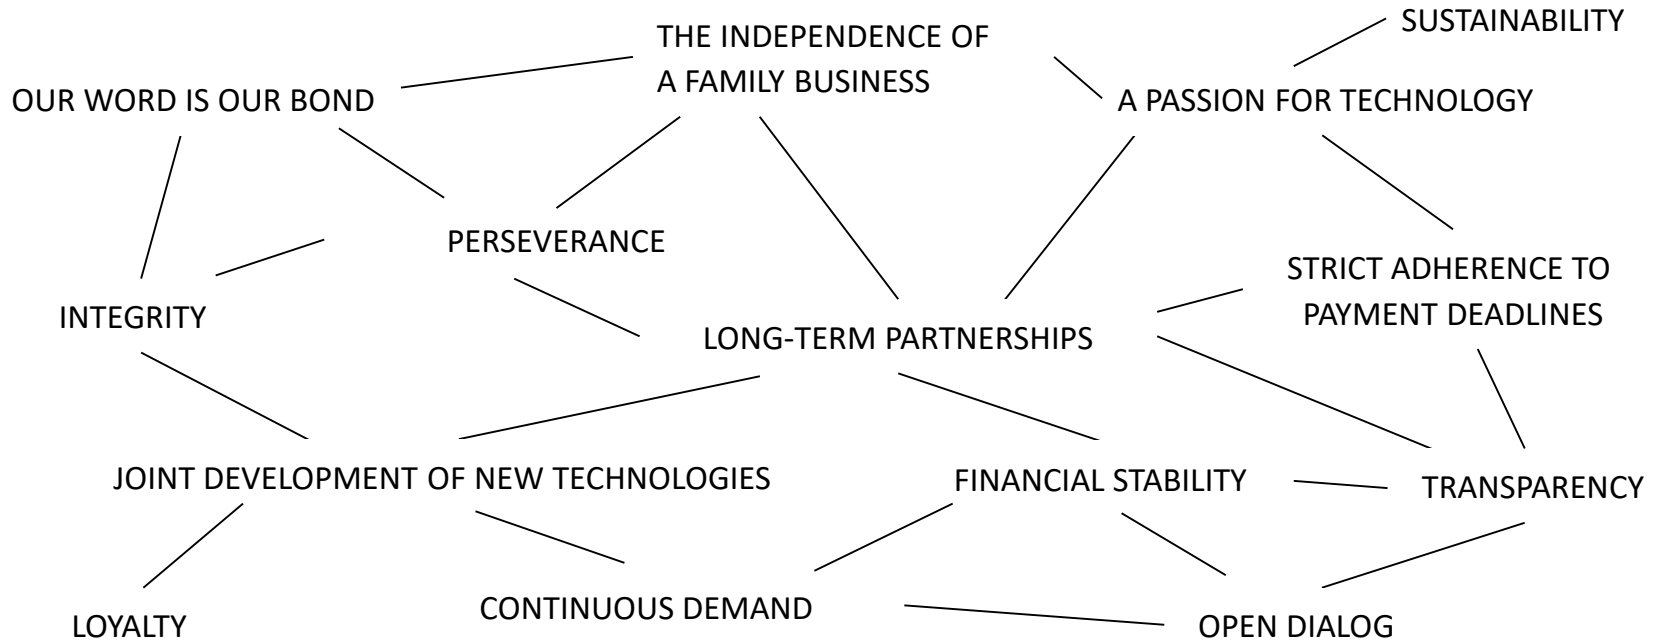 SUSTAINABILITY
THE INDEPENDENCE OF
A FAMILY BUSINESS
OUR WORD IS OUR BOND
A PASSION FOR TECHNOLOGY
PERSEVERANCE
STRICT ADHERENCE TO
PAYMENT DEADLINES
INTEGRITY
LONG-TERM PARTNERSHIPS
JOINT DEVELOPMENT OF NEW TECHNOLOGIES
FINANCIAL STABILITY
TRANSPARENCY
CONTINUOUS DEMAND
LOYALTY
OPEN DIALOG